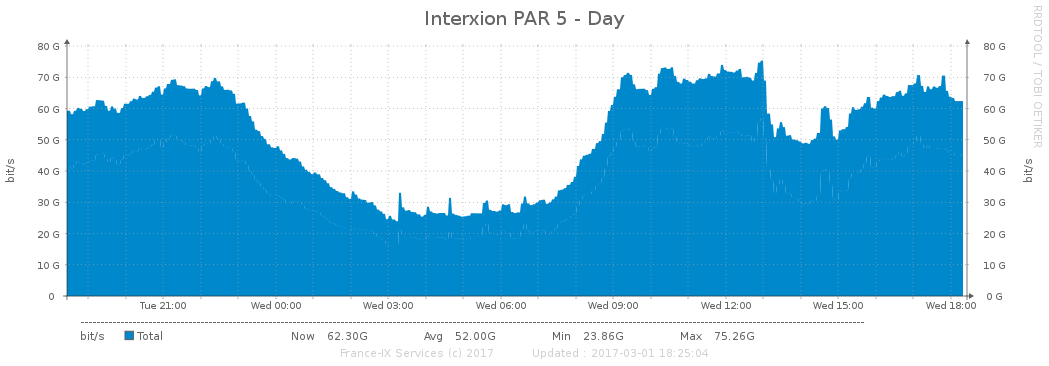 Interxion PAR 5 - Day
RRDTOOL / TOBI OETIKER
80 G 80 G
70 G 70 G
60 G 60 G
50 G 50 G
40 G 40 G
30 G 30 G
20 G 20 G
10 G 10 G
0 0 G
bit/s
bit/s
Tue 21:00 Wed 00:00 Wed 03:00 Wed 06:00 Wed 09:00 Wed 12:00 Wed 15:00 Wed 18:00
bit/s Total Now 62.30G Avg 52.00G Min 23.86G Max 75.26G
France-IX Services (c) 2017 Updated : 2017-03-01 18:25:04